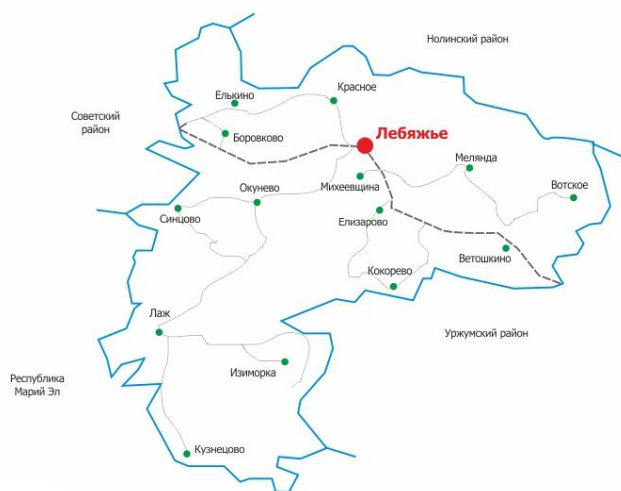 Нолинский район
Красное
Елькино
Советский
район
Боровково
Лебяжье
Мелянда
Михеевщина
Окунево
Вотское
Синцово
Елизарово
Ветошкино
Кокорево
Лаж
Уржумский район
Изиморка
Республика
Марий Эл
Кузнецово